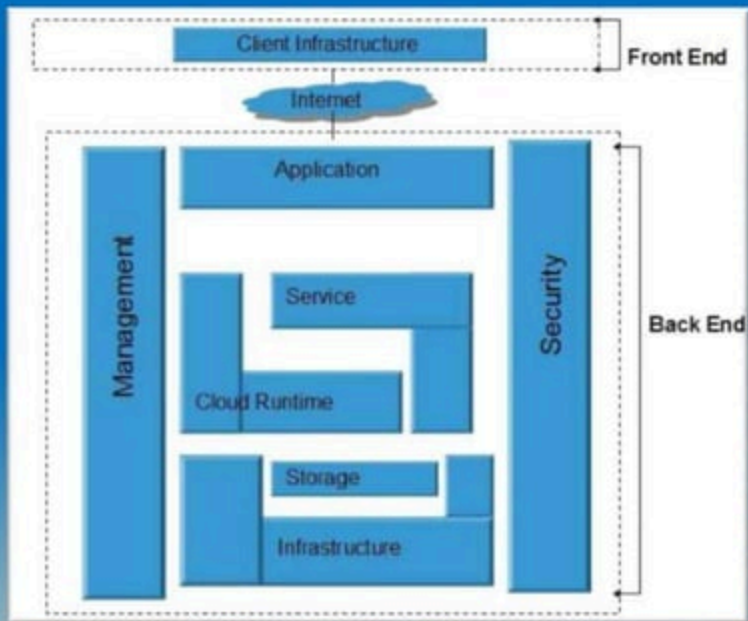 Client Infrastructure
Front End
Internet
Application
Management
Security
Service
Back End
Cloud Runtime
Storage
Infrastructure